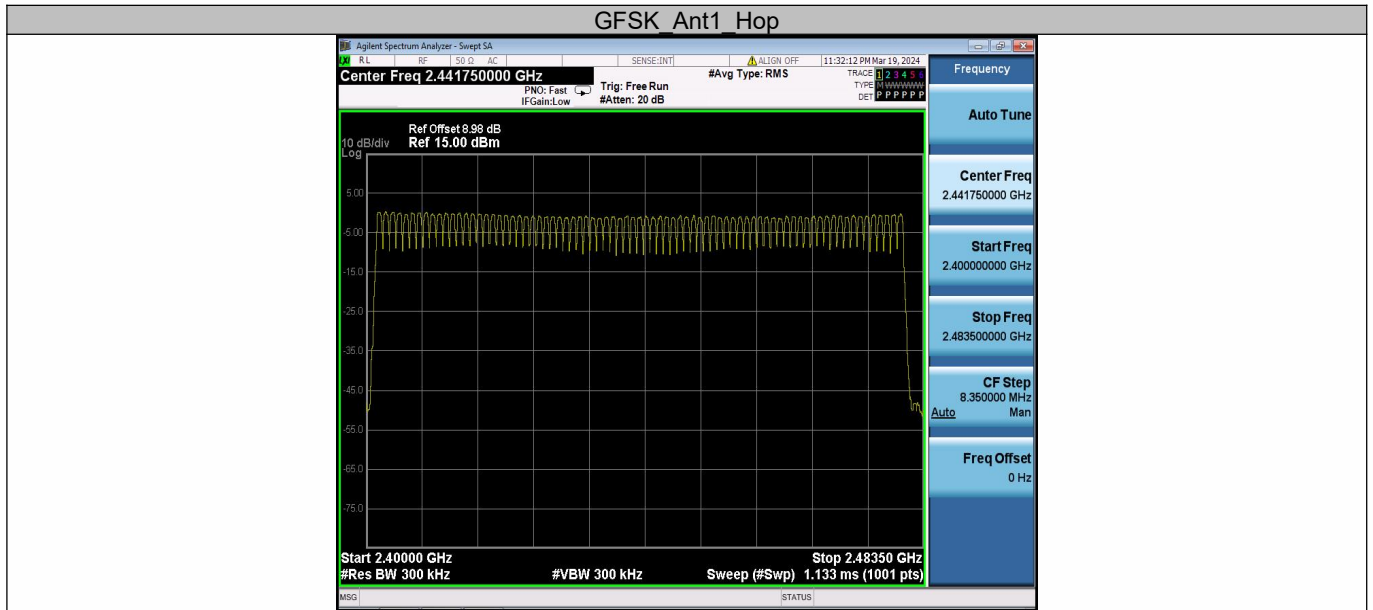 GFSK_Ant1_Hop
Agilent Spectrum Analyzer - Swept SA
RL RF 50 Ω AC SENSE:INT ALIGN OFF 11:32:12 PM Mar 19, 2024
Center Freq 2.441750000 GHz
#Avg Type: RMS
TRACE 1 2 3 4 5 6
PNO: Fast
Trig: Free Run
TYPE M WWWWW
IFGain:Low
#Atten: 20 dB
DET P P P P P P
Ref Offset 8.98 dB
10 dB/div Ref 15.00 dBm
Log
5.00
-5.00
-15.0
-25.0
-35.0
-45.0
-55.0
-65.0
-75.0
Start 2.40000 GHz Stop 2.48350 GHz
#Res BW 300 kHz #VBW 300 kHz Sweep (#Swp) 1.133 ms (1001 pts)
MSG STATUS
Frequency
Auto Tune
Center Freq
2.441750000 GHz
Start Freq
2.400000000 GHz
Stop Freq
2.483500000 GHz
CF Step
8.350000 MHz
Auto Man
Freq Offset
0 Hz